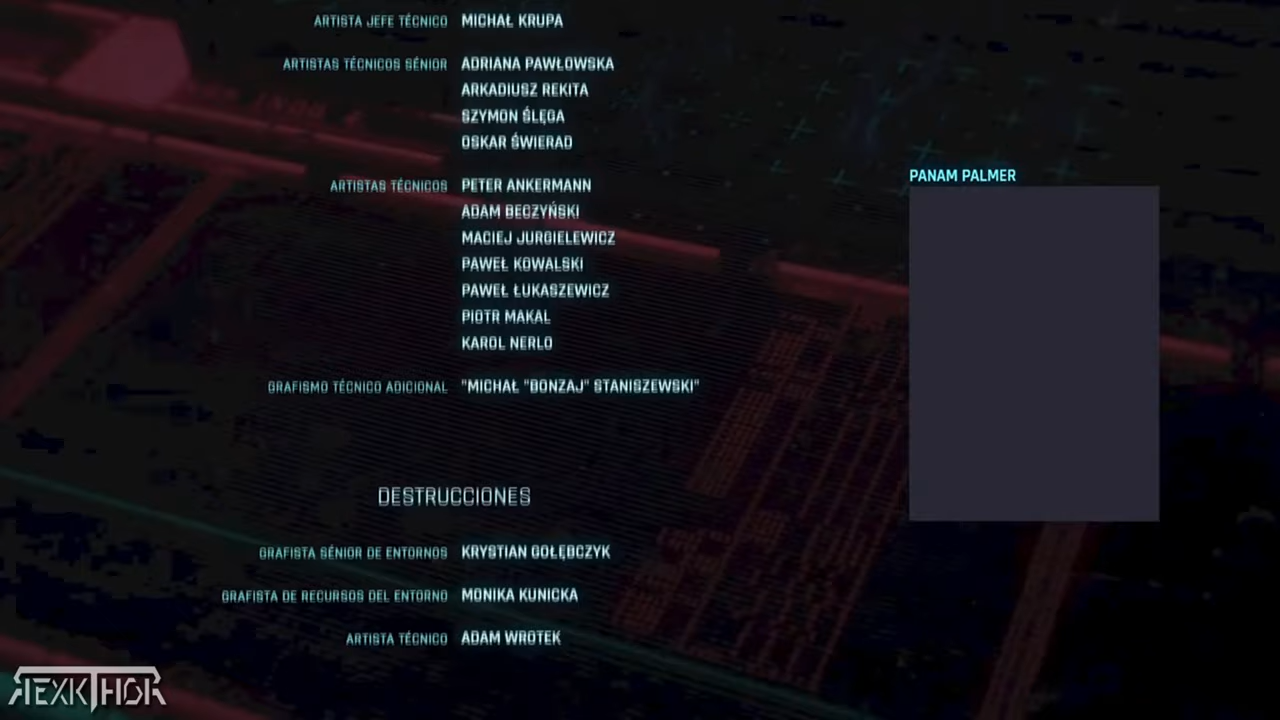 ARTISTA JEFE TÉCNICO MICHAŁ KRUPA
ARTISTAS TÉCNICOS SÉNIOR ADRIANA PAWŁOWSKA
ARKADIUSZ REKITA
SZYMON ŚLĘGA
OSKAR ŚWIERAD
ARTISTAS TÉCNICOS PETER ANKERMANN
ADAM BECZYŃSKI
MACIEJ JURGIELEWICZ
PAWEŁ KOWALSKI
PAWEŁ ŁUKASZEWICZ
PIOTR MAKAL
KAROL NERLO
GRAFISMO TÉCNICO ADICIONAL "MICHAŁ "BONZAJ" STANISZEWSKI"
DESTRUCCIONES
GRAFISTA SÉNIOR DE ENTORNOS KRYSTIAN GOŁĘBCZYK
GRAFISTA DE RECURSOS DEL ENTORNO MONIKA KUNICKA
ARTISTA TÉCNICO ADAM WROTEK
PANAM PALMER
REXKTHOR